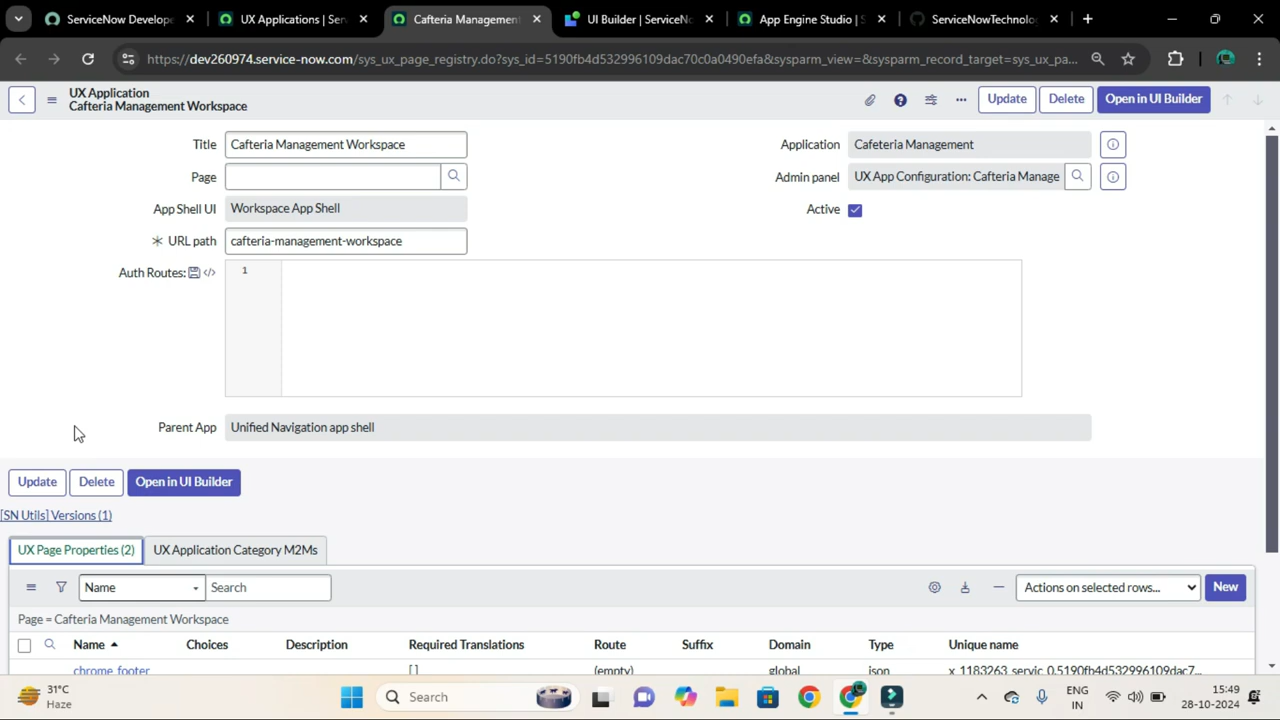 ServiceNow Develope
UX Applications | Serv
Cafteria Management
UI Builder | ServiceNo
App Engine Studio | S
ServiceNowTechnolog
https://dev260974.service-now.com/sys_ux_page_registry.do?sys_id=5190fb4d532996109dac70c0a0490efa&sysparm_view=&sysparm_record_target=sys_ux_pa...
UX Application
Cafteria Management Workspace
Update
Delete
Open in UI Builder
Title
Cafteria Management Workspace
Application
Cafeteria Management
Page
Admin panel
UX App Configuration: Cafteria Manage
App Shell UI
Workspace App Shell
Active
URL path
cafteria-management-workspace
Auth Routes:
1
Parent App
Unified Navigation app shell
Update
Delete
Open in UI Builder
[SN Utils] Versions (1)
UX Page Properties (2)
UX Application Category M2Ms
Name
Search
Actions on selected rows...
New
Page = Cafteria Management Workspace
Name
Choices
Description
Required Translations
Route
Suffix
Domain
Type
Unique name
chrome_footer
[ ]
(empty)
global
json
x_1183263_servic_0.5190fb4d532996109dac7...
31°C
Haze
Search
ENG
IN
15:49
28-10-2024